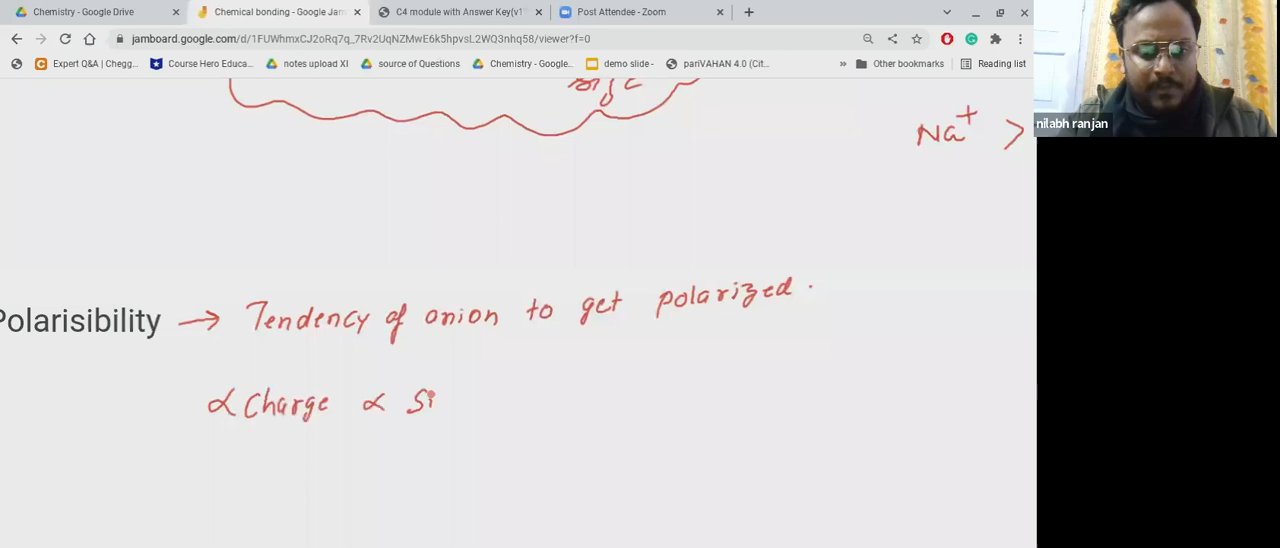 Chemistry - Google Drive
Chemical bonding - Google Jam
C4 module with Answer Key(v1
Post Attendee - Zoom
jamboard.google.com/d/1FUWhmxCJ2oRq7q_7Rv2UqNZMwE6k5hpvsL2WQ3nhq58/viewer?f=0
Expert Q&A | Chegg...
Course Hero Educa...
notes upload XI
source of Questions
Chemistry - Google...
demo slide -
pariVAHAN 4.0 (Cit...
»
Other bookmarks
Reading list
nilabh ranjan
Na+ >
Polarisibility → Tendency of anion to get polarized.
∝ Charge ∝ Si